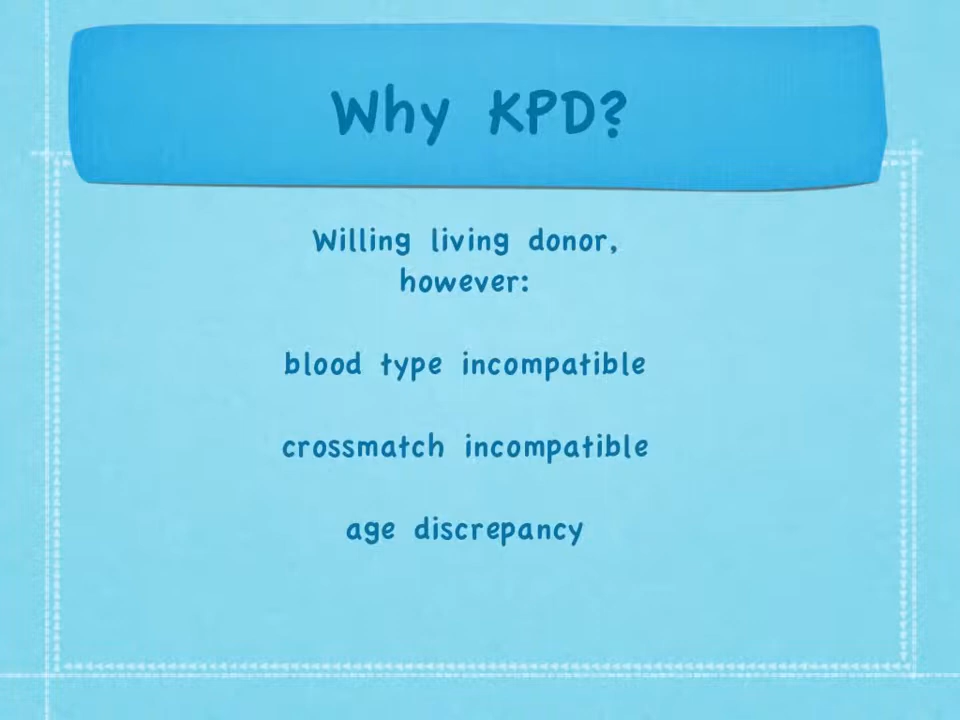 Why KPD?
Willing living donor,
however:
blood type incompatible
crossmatch incompatible
age discrepancy